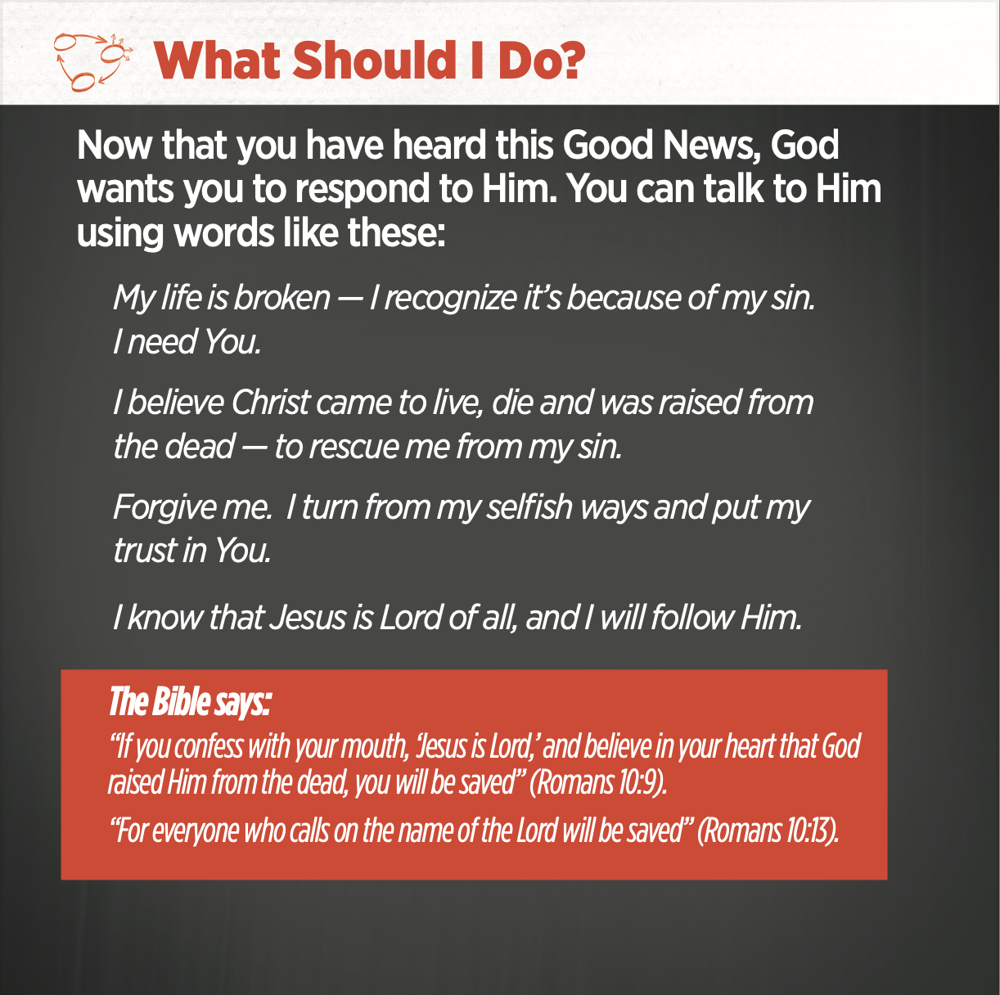 What Should I Do?
Now that you have heard this Good News, God
wants you to respond to Him. You can talk to Him
using words like these:
My life is broken — I recognize it’s because of my sin.
I need You.
I believe Christ came to live, die and was raised from
the dead — to rescue me from my sin.
Forgive me.  I turn from my selfish ways and put my
trust in You.
I know that Jesus is Lord of all, and I will follow Him.
The Bible says:
“If you confess with your mouth, ‘Jesus is Lord,’ and believe in your heart that God
raised Him from the dead, you will be saved” (Romans 10:9).
“For everyone who calls on the name of the Lord will be saved” (Romans 10:13).